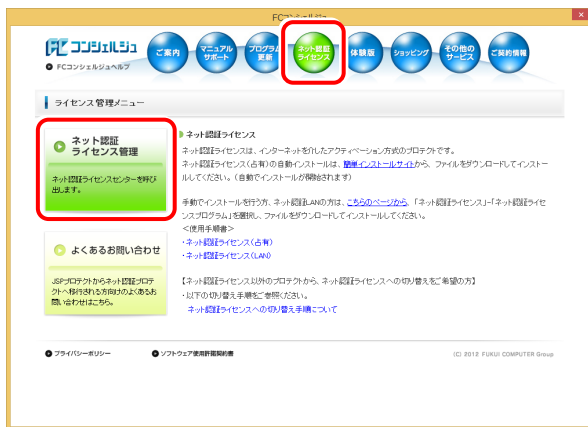 FCコンシェルジュ
FCコンシェルジュ
FCコンシェルジュヘルプ
ご案内
マニュアル
サポート
プログラム
更新
ネット認証
ライセンス
体験版
ショッピング
その他の
サービス
ご契約情報
ライセンス管理メニュー
ネット認証
ライセンス管理
ネット認証ライセンスセンターを呼び
出します。
よくあるお問い合わせ
JSPプロテクトからネット認証プロテ
クトへ移行される方向けのよくあるお
問い合わせはこちら。
ネット認証ライセンス
ネット認証ライセンスは、インターネットを介したアクティベーション方式のプロテクトです。
ネット認証ライセンス(占有)の自動インストールは、簡単インストールサイトから、ファイルをダウンロードしてインストー
ルしてください。(自動でインストールが開始されます)
手動でインストールを行う方、ネット認証LANの方は、こちらのページから、「ネット認証ライセンス」-「ネット認証ライセ
ンスプログラム」を選択し、ファイルをダウンロードしてインストールしてください。
＜使用手順書＞
・ネット認証ライセンス(占有)
・ネット認証ライセンス(LAN)
【ネット認証ライセンス以外のプロテクトから、ネット認証ライセンスへの切り替えをご希望の方】
・以下の切り替え手順をご参照ください。
ネット認証ライセンスへの切り替え手順について
プライバシーポリシー
ソフトウェア使用許諾契約書
(C) 2012 FUKUI COMPUTER Group